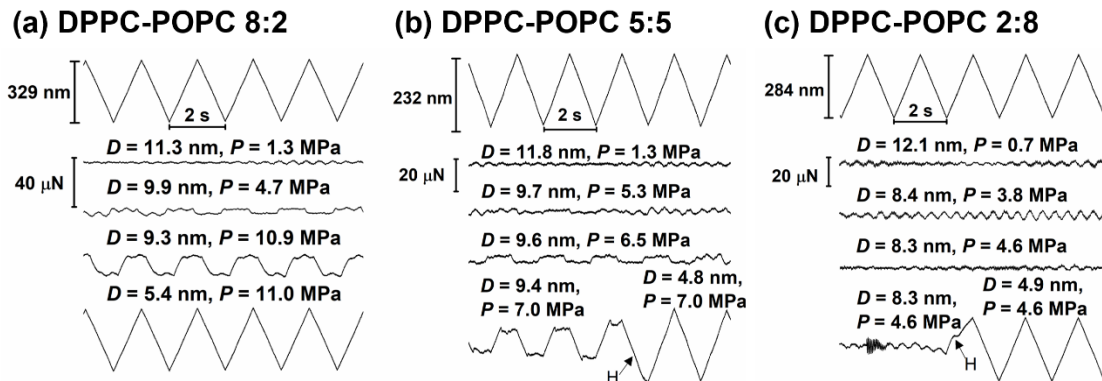 (a) DPPC-POPC 8:2
329 nm
2 s
D = 11.3 nm, P = 1.3 MPa
40 μN
D = 9.9 nm, P = 4.7 MPa
D = 9.3 nm, P = 10.9 MPa
D = 5.4 nm, P = 11.0 MPa
(b) DPPC-POPC 5:5
232 nm
2 s
D = 11.8 nm, P = 1.3 MPa
20 μN
D = 9.7 nm, P = 5.3 MPa
D = 9.6 nm, P = 6.5 MPa
D = 9.4 nm,
P = 7.0 MPa
D = 4.8 nm,
P = 7.0 MPa
H
(c) DPPC-POPC 2:8
284 nm
2 s
D = 12.1 nm, P = 0.7 MPa
20 μN
D = 8.4 nm, P = 3.8 MPa
D = 8.3 nm, P = 4.6 MPa
D = 8.3 nm,
P = 4.6 MPa
D = 4.9 nm,
P = 4.6 MPa
H